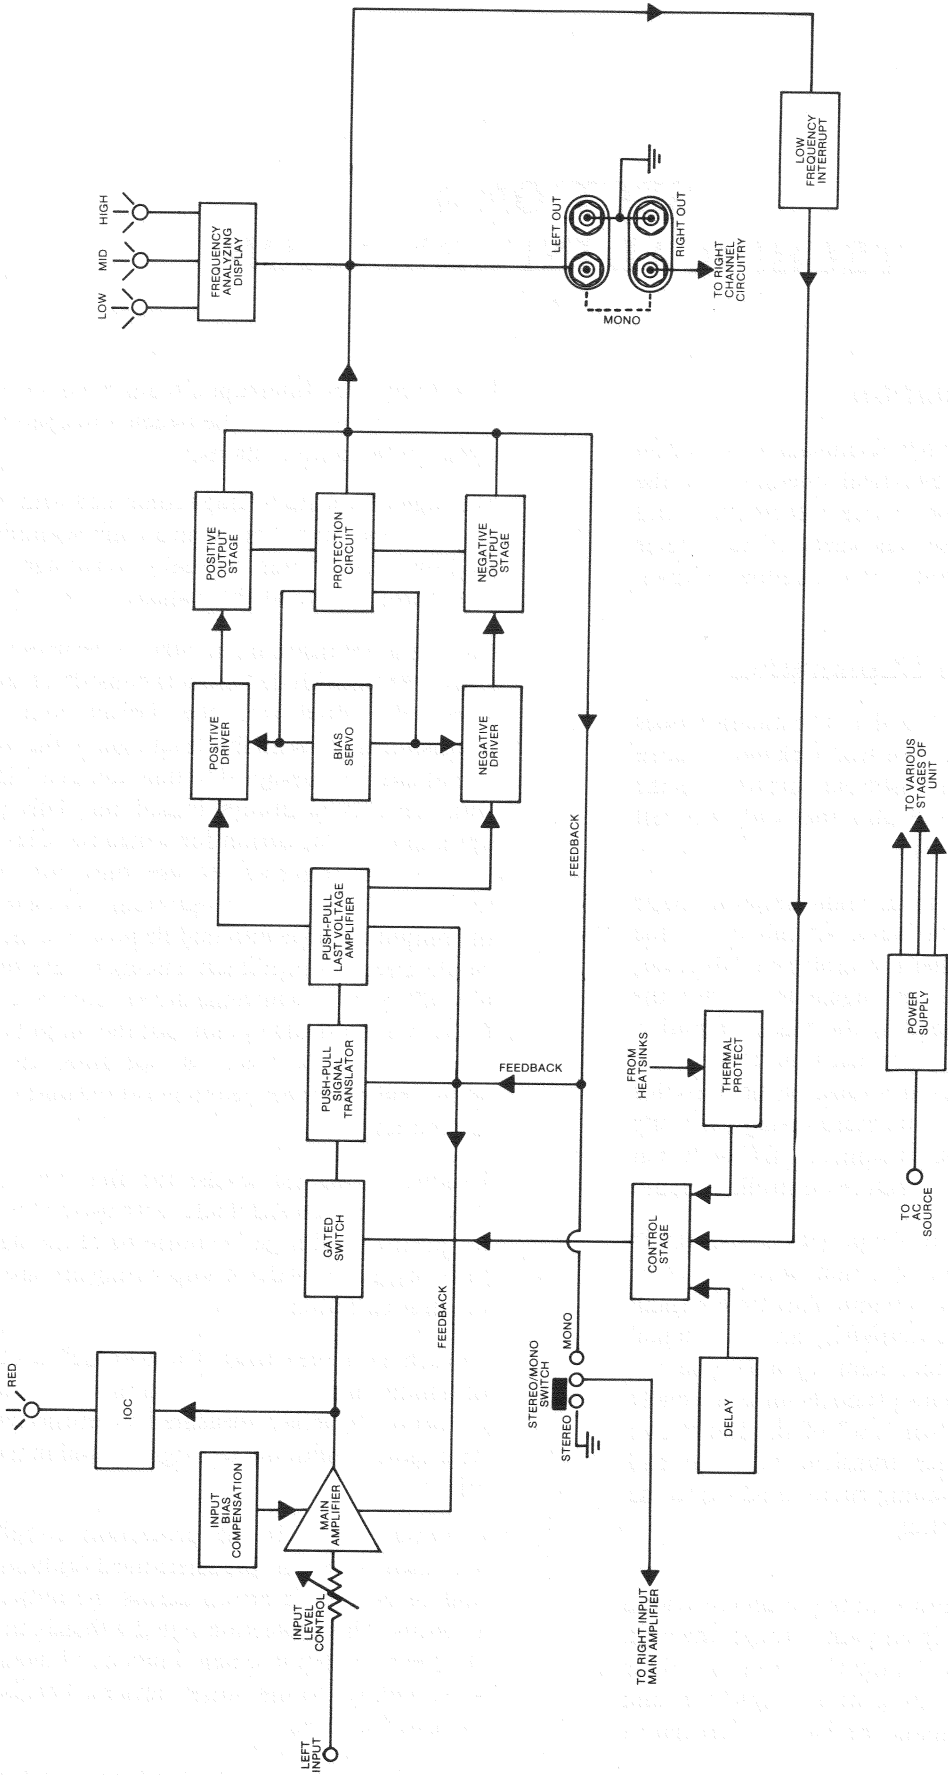 LEFT
INPUT
INPUT
LEVEL
CONTROL
INPUT
BIAS
COMPENSATION
MAIN
AMPLIFIER
RED
IOC
GATED
SWITCH
PUSH-PULL
SIGNAL
TRANSLATOR
PUSH-PULL
LAST VOLTAGE
AMPLIFIER
POSITIVE
DRIVER
BIAS
SERVO
NEGATIVE
DRIVER
POSITIVE
OUTPUT
STAGE
PROTECTION
CIRCUIT
NEGATIVE
OUTPUT
STAGE
LOW
MID
HIGH
FREQUENCY
ANALYZING
DISPLAY
FEEDBACK
FEEDBACK
FEEDBACK
LEFT OUT
RIGHT OUT
MONO
TO RIGHT
CHANNEL
CIRCUITRY
LOW
FREQUENCY
INTERRUPT
STEREO/MONO
SWITCH
STEREO
MONO
TO RIGHT INPUT
MAIN AMPLIFIER
DELAY
CONTROL
STAGE
FROM
HEATSINKS
THERMAL
PROTECT
TO
AC
SOURCE
POWER
SUPPLY
TO VARIOUS
STAGES OF
UNIT